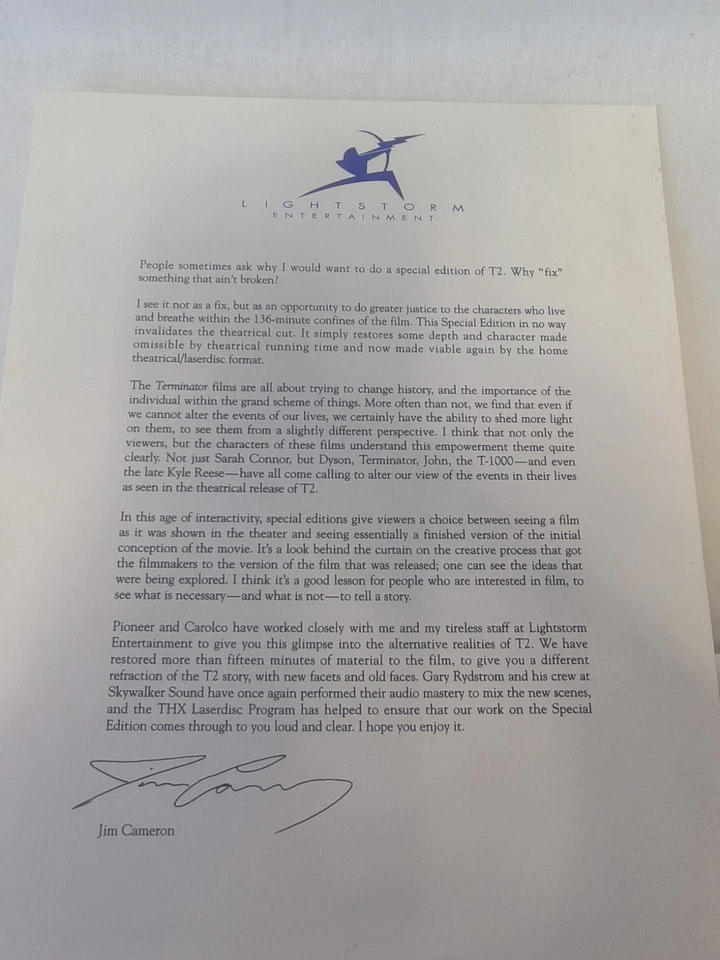 LIGHTSTORM
ENTERTAINMENT
People sometimes ask why I would want to do a special edition of T2. Why “fix”
something that ain't broken?
I see it not as a fix, but as an opportunity to do greater justice to the characters who live
and breathe within the 136-minute confines of the film. This Special Edition in no way
invalidates the theatrical cut. It simply restores some depth and character made
omissible by theatrical running time and now made viable again by the home
theatrical/laserdisc format.
The Terminator films are all about trying to change history, and the importance of the
individual within the grand scheme of things. More often than not, we find that even if
we cannot alter the events of our lives, we certainly have the ability to shed more light
on them, to see them from a slightly different perspective. I think that not only the
viewers, but the characters of these films understand this empowerment theme quite
clearly. Not just Sarah Connor, but Dyson, Terminator, John, the T-1000—and even
the late Kyle Reese—have all come calling to alter our view of the events in their lives
as seen in the theatrical release of T2.
In this age of interactivity, special editions give viewers a choice between seeing a film
as it was shown in the theater and seeing essentially a finished version of the initial
conception of the movie. It's a look behind the curtain on the creative process that got
the filmmakers to the version of the film that was released; one can see the ideas that
were being explored. I think it's a good lesson for people who are interested in film, to
see what is necessary—and what is not—to tell a story.
Pioneer and Carolco have worked closely with me and my tireless staff at Lightstorm
Entertainment to give you this glimpse into the alternative realities of T2. We have
restored more than fifteen minutes of material to the film, to give you a different
refraction of the T2 story, with new facets and old faces. Gary Rydstrom and his crew at
Skywalker Sound have once again performed their audio mastery to mix the new scenes,
and the THX Laserdisc Program has helped to ensure that our work on the Special
Edition comes through to you loud and clear. I hope you enjoy it.
Jim Cameron